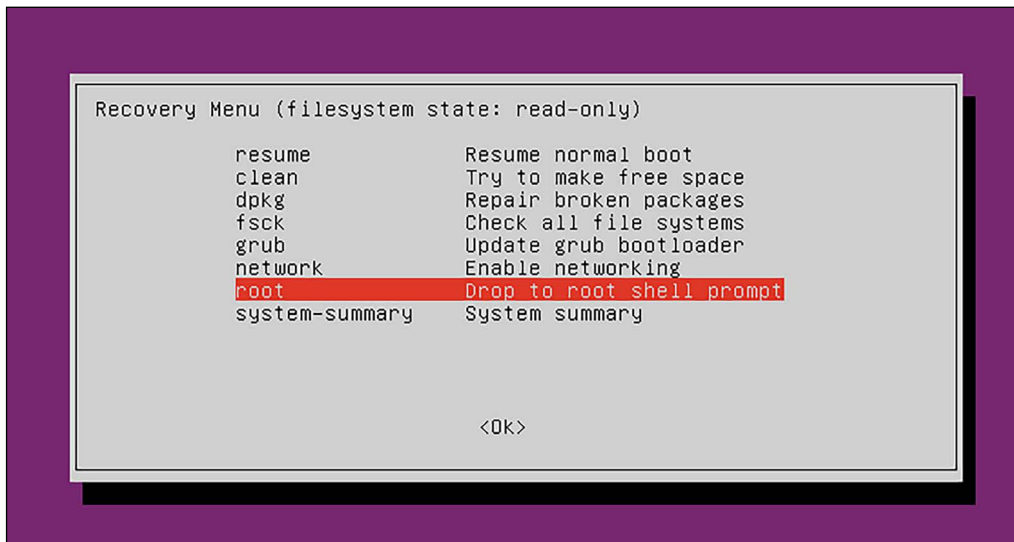 Recovery Menu (filesystem state: read-only)
resume Resume normal boot
clean Try to make free space
dpkg Repair broken packages
fsck Check all file systems
grub Update grub bootloader
network Enable networking
root Drop to root shell prompt
system-summary System summary
<Ok>